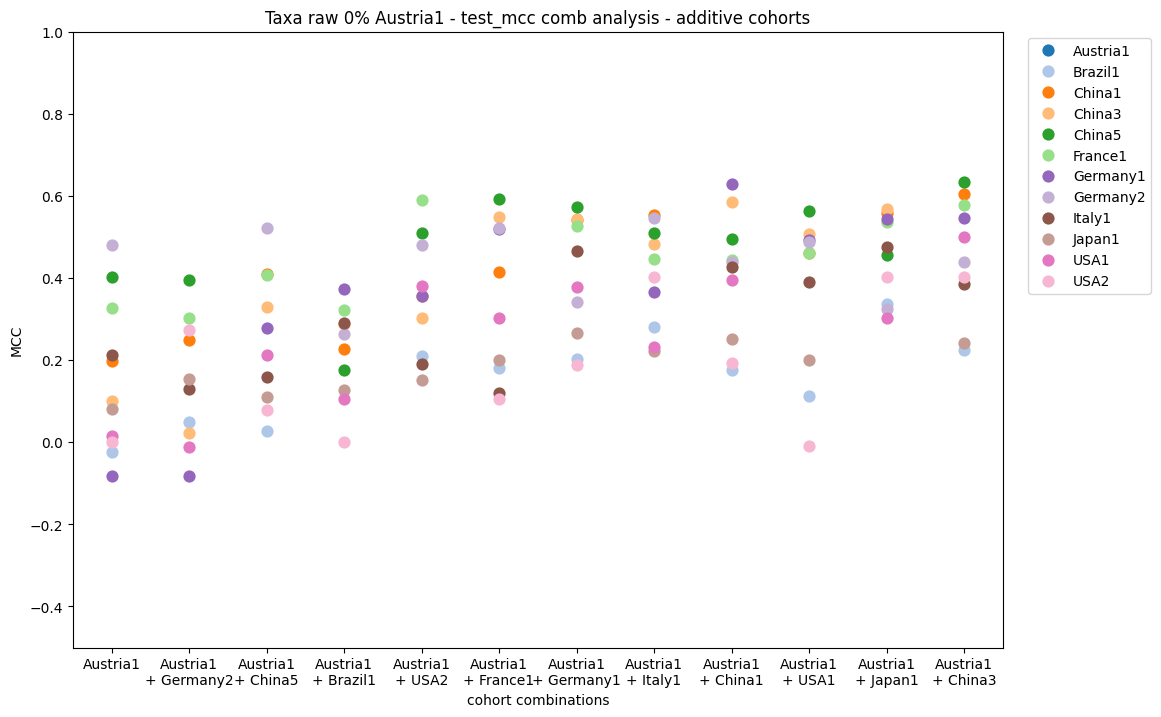 Taxa raw 0% Austria1 - test_mcc comb analysis - additive cohorts
MCC
1.0
0.8
0.6
0.4
0.2
0.0
−0.2
−0.4
Austria1
Austria1
+ Germany2
Austria1
+ China5
Austria1
+ Brazil1
Austria1
+ USA2
Austria1
+ France1
Austria1
+ Germany1
Austria1
+ Italy1
Austria1
+ China1
Austria1
+ USA1
Austria1
+ Japan1
Austria1
+ China3
cohort combinations
Austria1
Brazil1
China1
China3
China5
France1
Germany1
Germany2
Italy1
Japan1
USA1
USA2